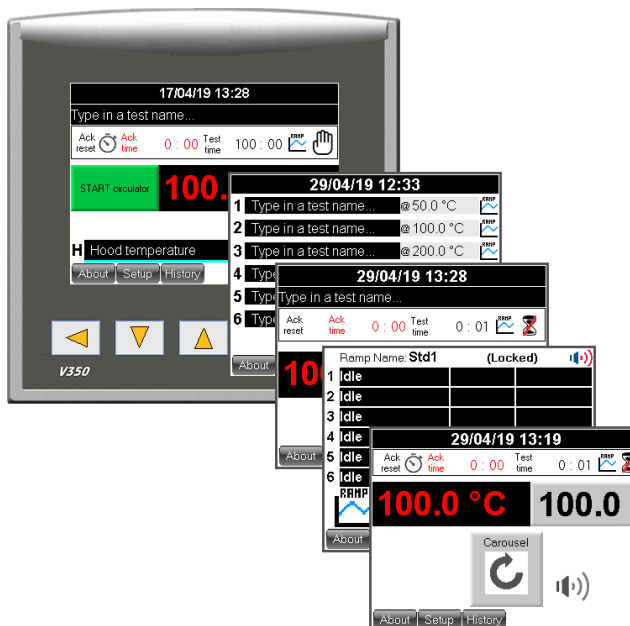 17/04/19 13:28
Type in a test name...
Ack reset Ack time 0 : 00 Test time 100 : 00 RAMP
START circulator 100.
H Hood temperature
About Setup History
V350
29/04/19 12:33
1 Type in a test name... @ 50.0 °C RAMP
2 Type in a test name... @ 100.0 °C RAMP
3 Type in a test name... @ 200.0 °C RAMP
4 Type
5 Type
6 Type
About
29/04/19 13:28
Type in a test name...
Ack reset Ack time 0 : 00 Test time 0 : 01 RAMP
10
About
Ramp Name: Std1 (Locked)
1 Idle
2 Idle
3 Idle
4 Idle
5 Idle
6 Idle
RAMP
About
29/04/19 13:19
Ack reset Ack time 0 : 00 Test time 0 : 01 RAMP
100.0 °C 100.0
Carousel
About Setup History